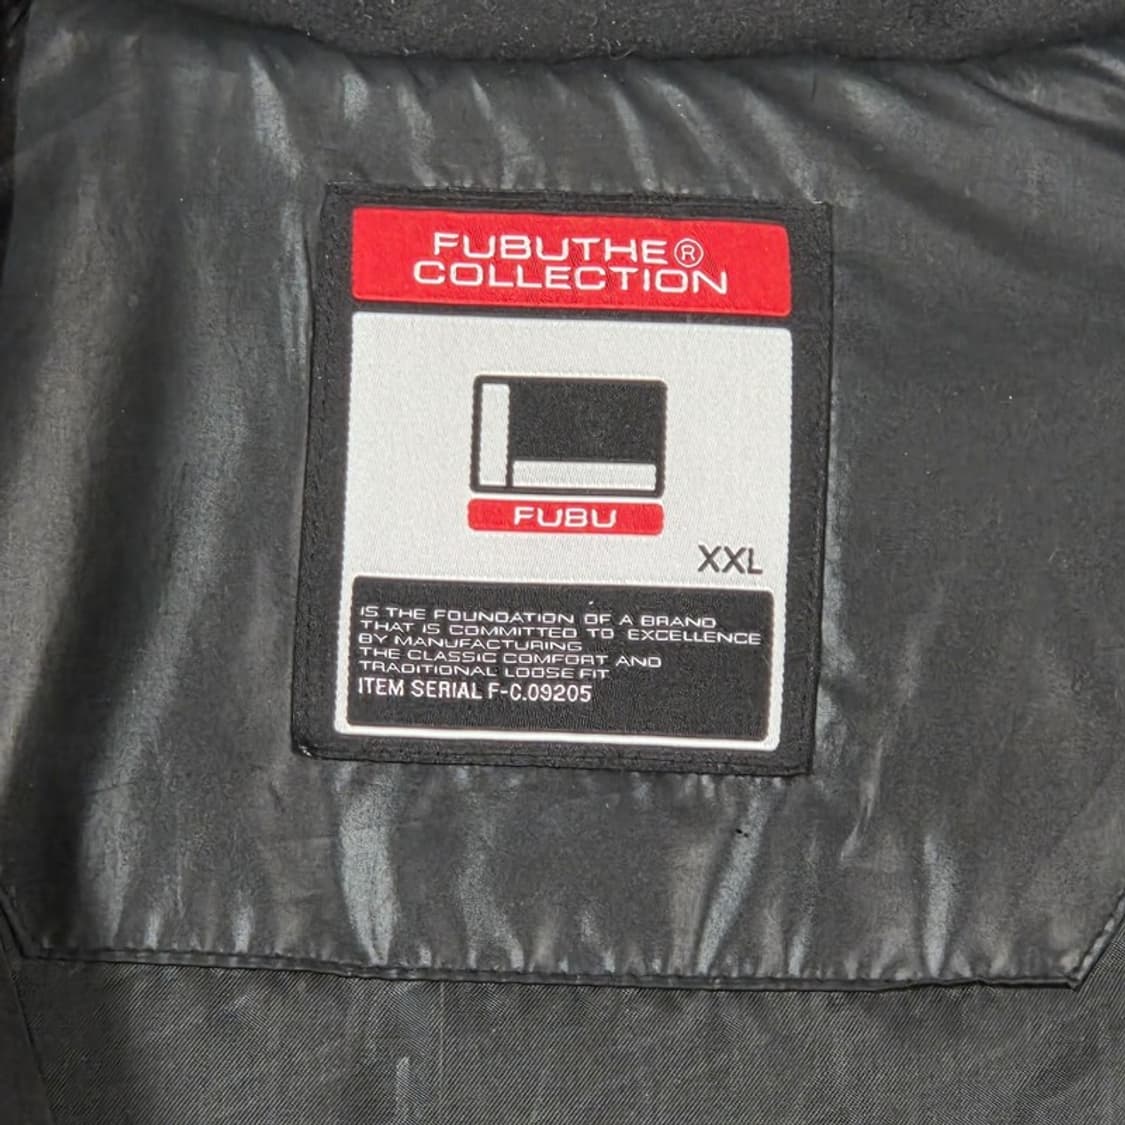 FUBUTHE®
COLLECTION
FUBU
XXL
IS THE FOUNDATION OF A BRAND
THAT IS COMMITTED TO EXCELLENCE
BY MANUFACTURING
THE CLASSIC COMFORT AND
TRADITIONAL LOOSE FIT
ITEM SERIAL F-C.09205